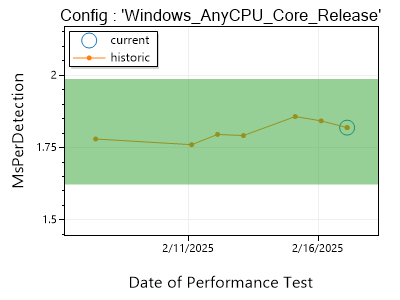 Config : 'Windows_AnyCPU_Core_Release'
current
historic
MsPerDetection
2
1.75
1.5
2/11/2025
2/16/2025
Date of Performance Test